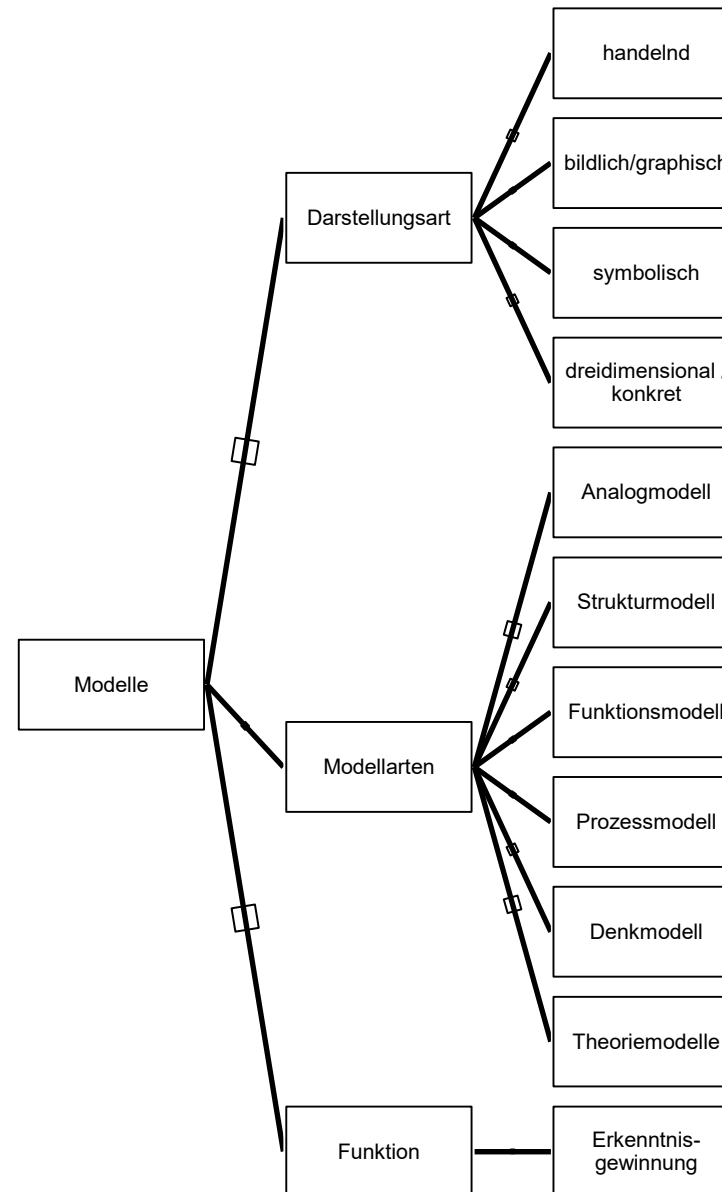 Modelle
Darstellungsart
handelnd
bildlich/graphisch
symbolisch
dreidimensional /
konkret
Modellarten
Analogmodell
Strukturmodell
Funktionsmodell
Prozessmodell
Denkmodell
Theoriemodelle
Funktion
Erkenntnis-
gewinnung